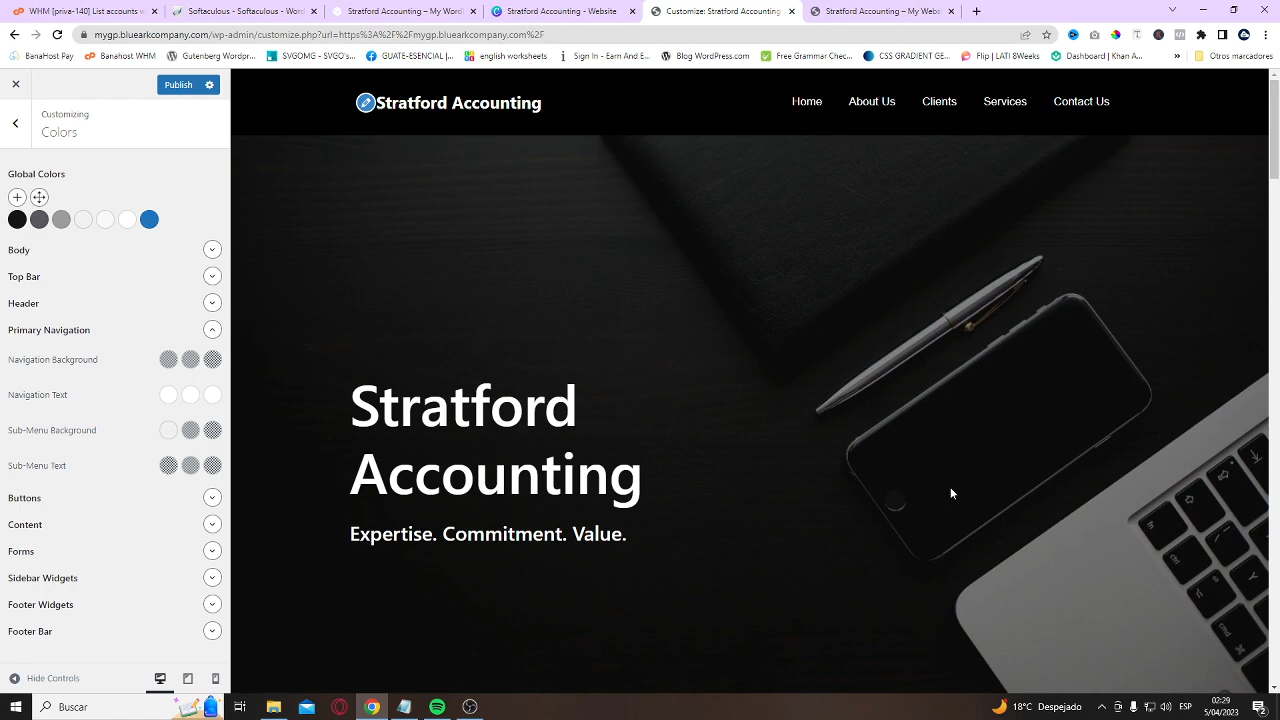 WHM [priva-140] List accounts w
Softaculous - Softaculous - Word
Stratford Accounting – My Word
Stratford: Accounting - Website
Customize: Stratford Accounting
Stratford Accounting – My Webs
mygp.bluearkcompany.com/wp-admin/customize.php?url=https%3A%2F%2Fmygp.bluearkcompany.com%2F
BanaHost Pay
Banahost WHM
Gutenberg Wordpr...
SVGOMG - SVGO's...
GUATE-ESENCIAL | ...
english exercises
Sign In - Earn And E...
Blog WordPress.com
Free Grammar Chec...
CSS GRADIENT GE...
Flip | LATI 8Weeks
Dashboard | Khan A...
»
Otros marcadores
Publish
Customizing
Colors
Global Colors
Body
Top Bar
Header
Primary Navigation
Navigation Background
Navigation Text
Sub-Menu Background
Sub-Menu Text
Buttons
Content
Forms
Sidebar Widgets
Footer Widgets
Footer Bar
Hide Controls
Stratford Accounting
Home
About Us
Clients
Services
Contact Us
Stratford
Accounting
Expertise. Commitment. Value.
Buscar
18°C Despejado
ESP
02:29
5/04/2023